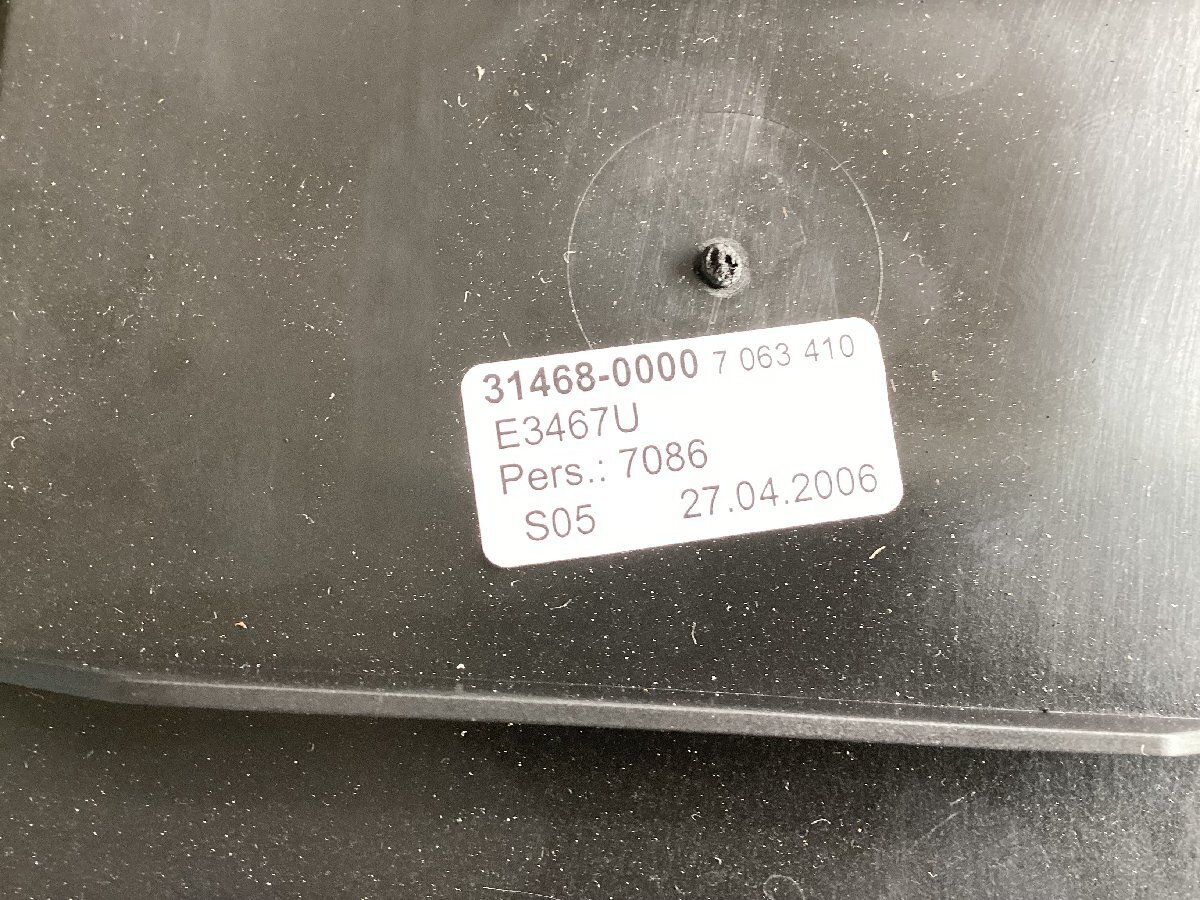 31468-0000 7 063 410
E3467U
Pers.: 7086
S05 27.04.2006